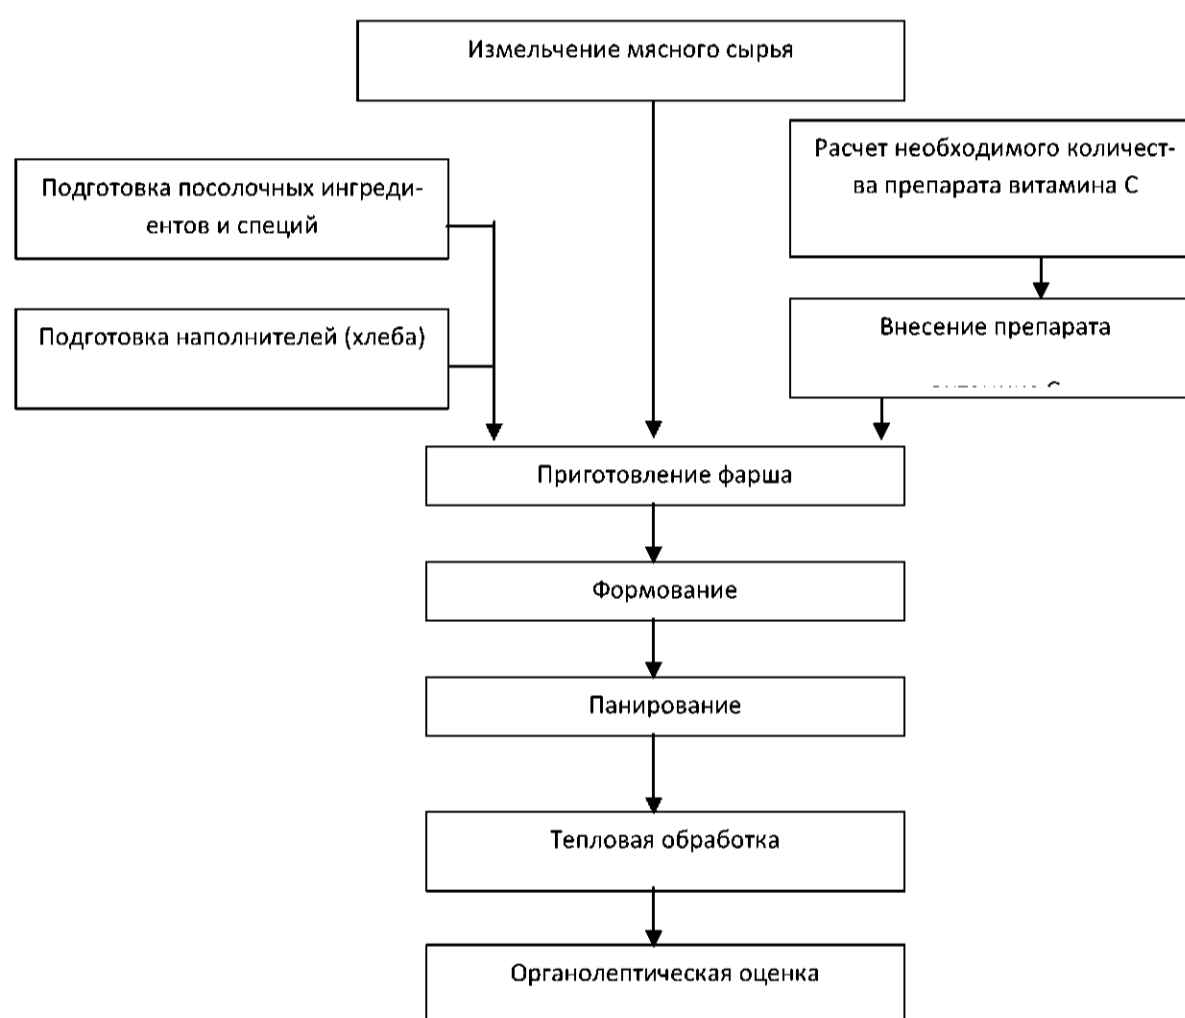 Измельчение мясного сырья
Расчет необходимого количест-
ва препарата витамина С
Подготовка посолочных ингреди-
ентов и специй
Внесение препарата
Подготовка наполнителей (хлеба)
Приготовление фарша
Формование
Панирование
Тепловая обработка
Органолептическая оценка